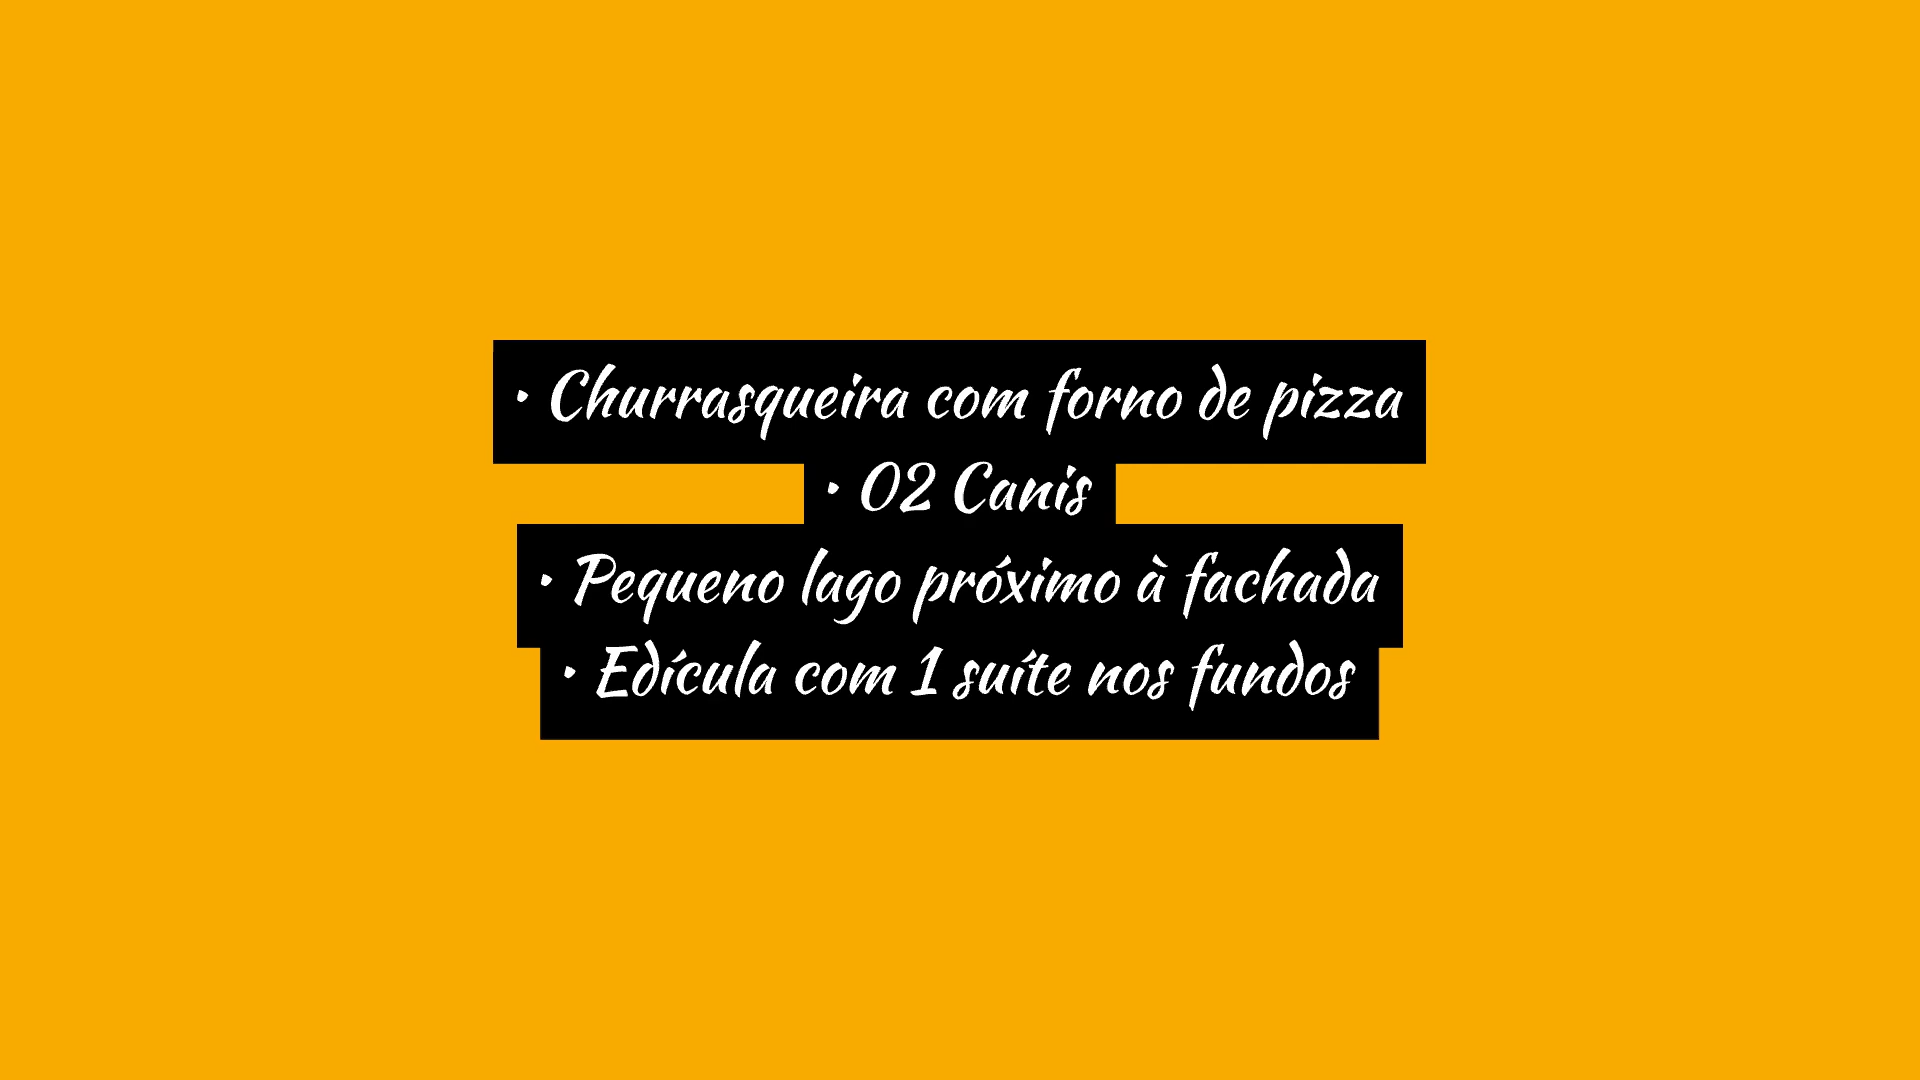 • Churrasqueira com forno de pizza
• 02 Canis
• Pequeno lago próximo à fachada
• Edícula com 1 suíte nos fundos